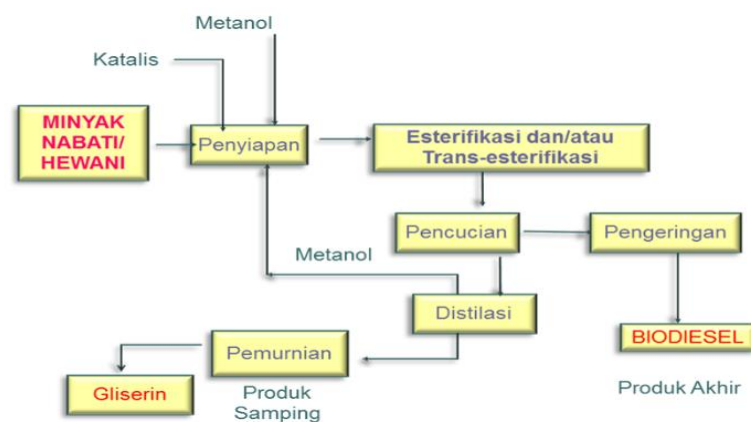 Metanol
Katalis
MINYAK
NABATI/
HEWANI
Penyiapan
Esterifikasi dan/atau
Trans-esterifikasi
Pencucian
Pengeringan
Metanol
Distilasi
BIODIESEL
Pemurnian
Gliserin
Produk
Samping
Produk Akhir